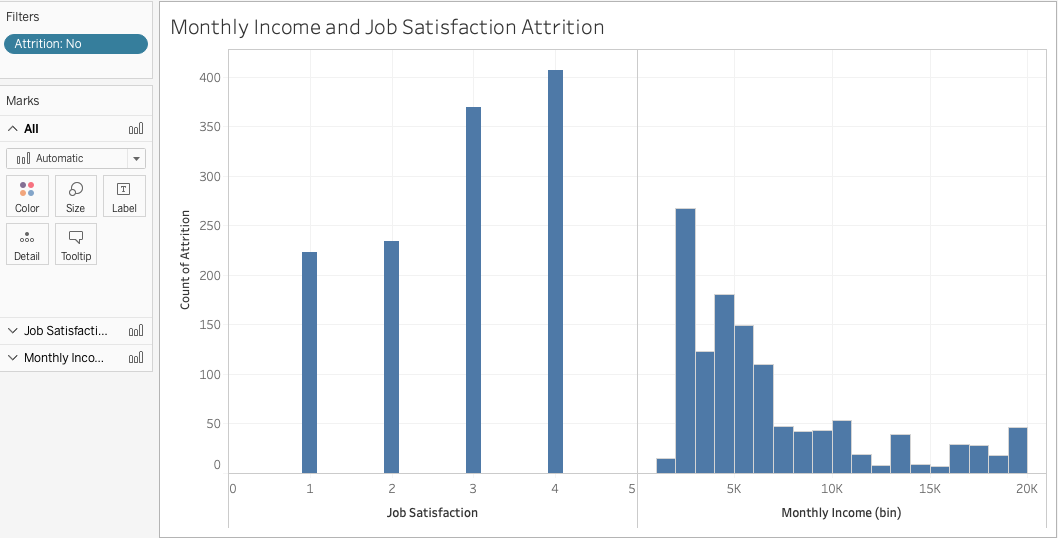 Filters
Attrition: No
Marks
All
Automatic
Color
Size
T
Label
Detail
Tooltip
Job Satisfacti...
Monthly Inco...
Monthly Income and Job Satisfaction Attrition
Count of Attrition
400
350
300
250
200
150
100
50
0
0 1 2 3 4 5
Job Satisfaction
5K 10K 15K 20K
Monthly Income (bin)